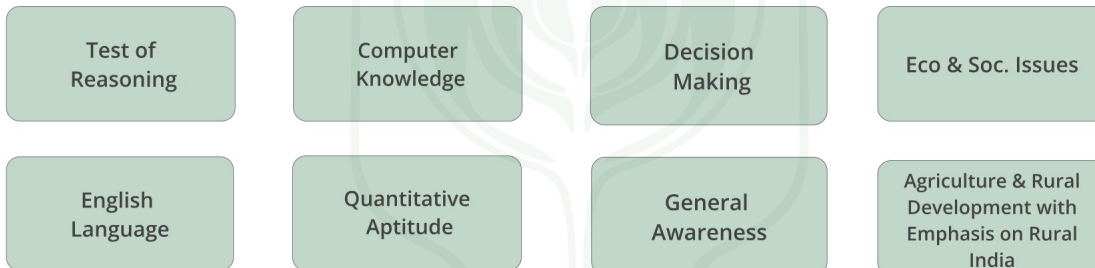 Test of
Reasoning
Computer
Knowledge
Decision
Making
Eco & Soc. Issues
English
Language
Quantitative
Aptitude
General
Awareness
Agriculture & Rural
Development with
Emphasis on Rural
India